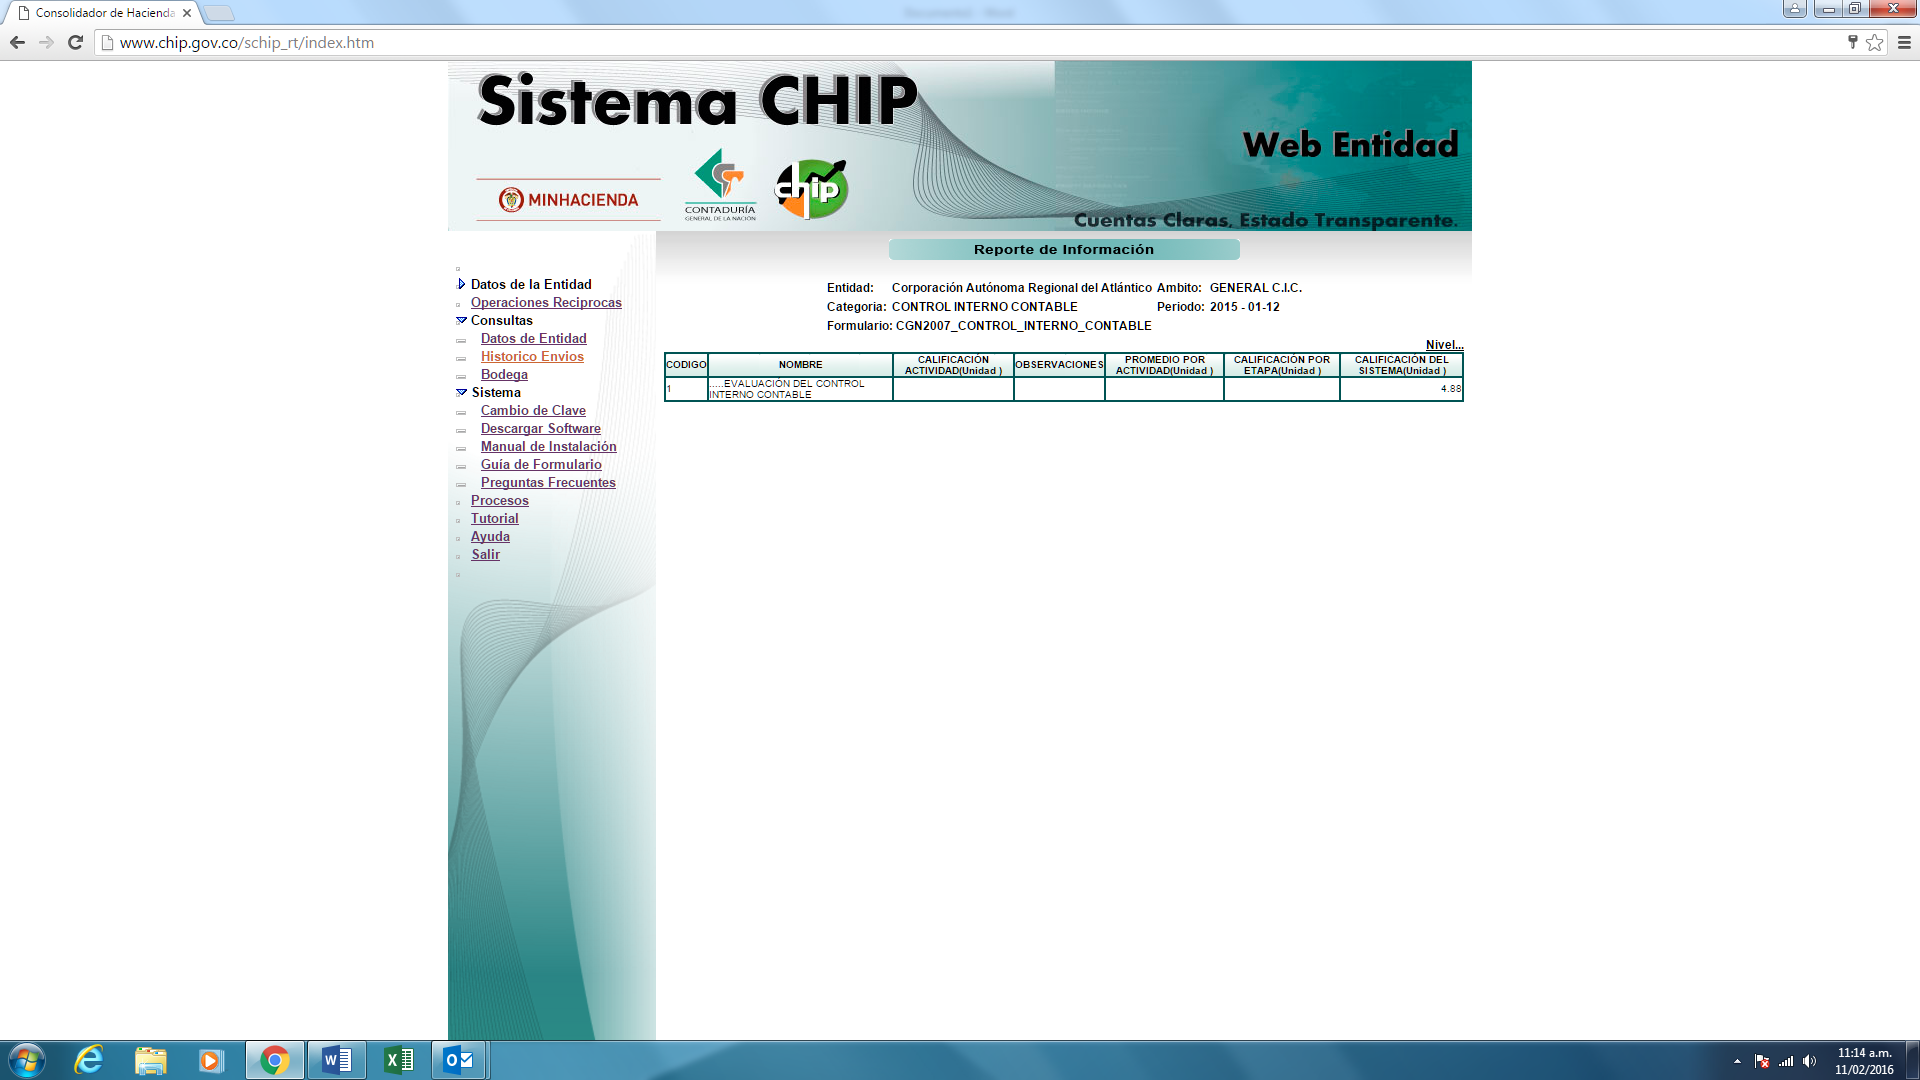 Consolidador de Hacienda
www.chip.gov.co/schip_rt/index.htm
Sistema CHIP
Web Entidad
MINHACIENDA
CONTADURÍA
GENERAL DE LA NACIÓN
chip
Cuentas Claras, Estado Transparente.
Datos de la Entidad
Operaciones Reciprocas
Consultas
Datos de Entidad
Historico Envios
Bodega
Sistema
Cambio de Clave
Descargar Software
Manual de Instalación
Guía de Formulario
Preguntas Frecuentes
Procesos
Tutorial
Ayuda
Salir
Reporte de Información
Entidad: Corporación Autónoma Regional del Atlántico Ambito: GENERAL C.I.C.
Categoria: CONTROL INTERNO CONTABLE Periodo: 2015 - 01-12
Formulario: CGN2007_CONTROL_INTERNO_CONTABLE
Nivel...
CODIGO NOMBRE CALIFICACIÓN ACTIVIDAD(Unidad ) OBSERVACIONES PROMEDIO POR ACTIVIDAD(Unidad ) CALIFICACIÓN POR ETAPA(Unidad ) CALIFICACIÓN DEL SISTEMA(Unidad )
1 .....EVALUACIÓN DEL CONTROL INTERNO CONTABLE 4.88
11:14 a.m.
11/02/2016